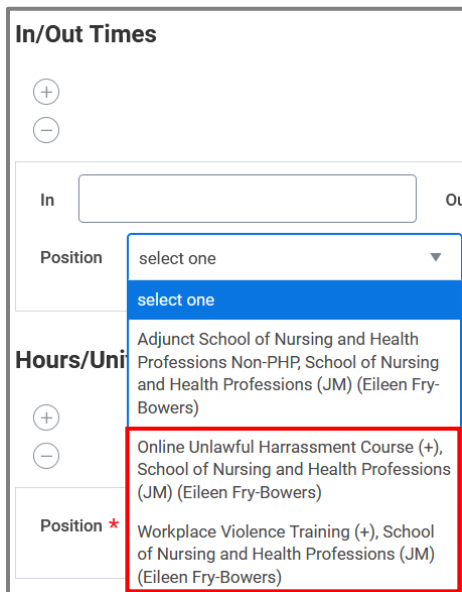 In/Out Times
In
Ou
Position
select one
select one
Adjunct School of Nursing and Health
Professions Non-PHP, School of Nursing
and Health Professions (JM) (Eileen Fry-
Bowers)
Hours/Uni
Online Unlawful Harrassment Course (+),
School of Nursing and Health Professions
(JM) (Eileen Fry-Bowers)
Position *
Workplace Violence Training (+), School
of Nursing and Health Professions (JM)
(Eileen Fry-Bowers)